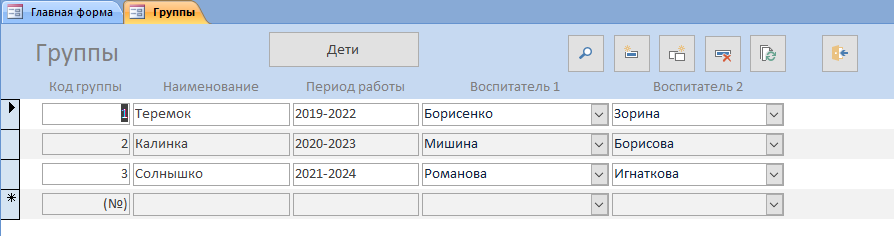 Главная форма Группы
Группы Дети
Код группы Наименование Период работы Воспитатель 1 Воспитатель 2
1 Теремок 2019-2022 Борисенко Зорина
2 Калинка 2020-2023 Мишина Борисова
3 Солнышко 2021-2024 Романова Игнаткова
(№)